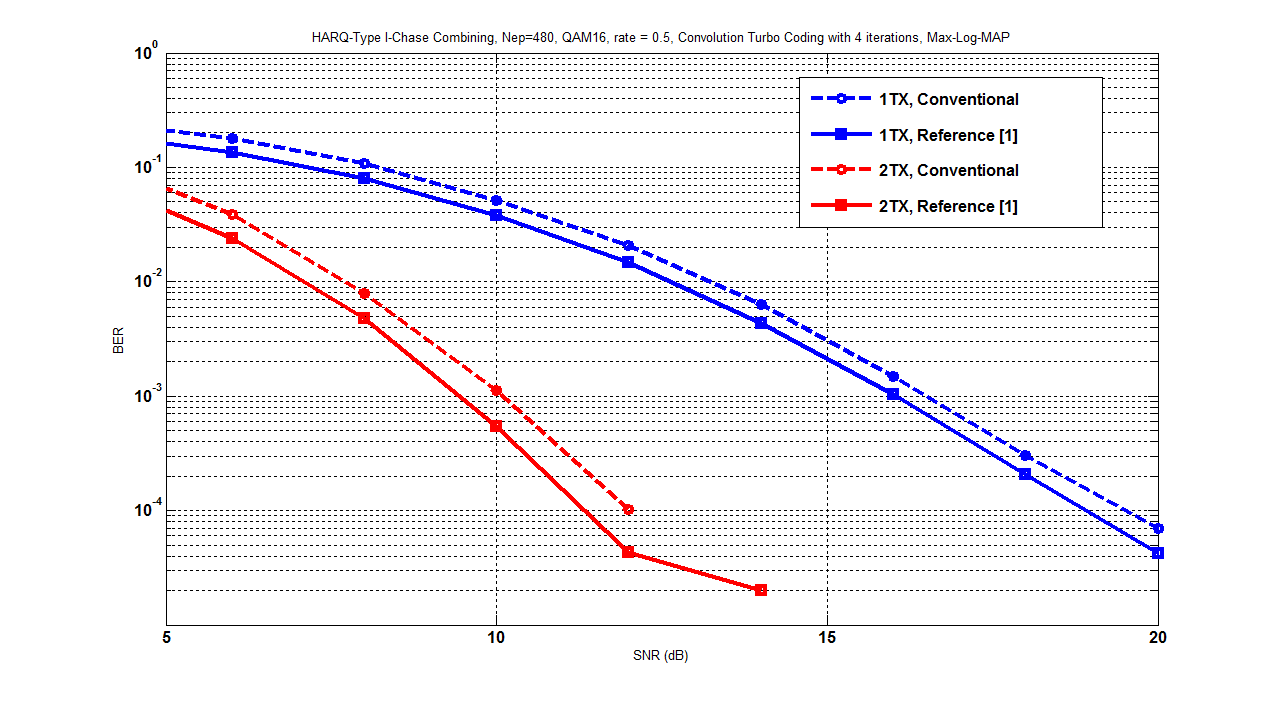 HARQ-Type I-Chase Combining, Nep=480, QAM16, rate = 0.5, Convolution Turbo Coding with 4 iterations, Max-Log-MAP
10^0
10^-1
10^-2
10^-3
10^-4
BER
1TX, Conventional
1TX, Reference [1]
2TX, Conventional
2TX, Reference [1]
5 10 15 20
SNR (dB)